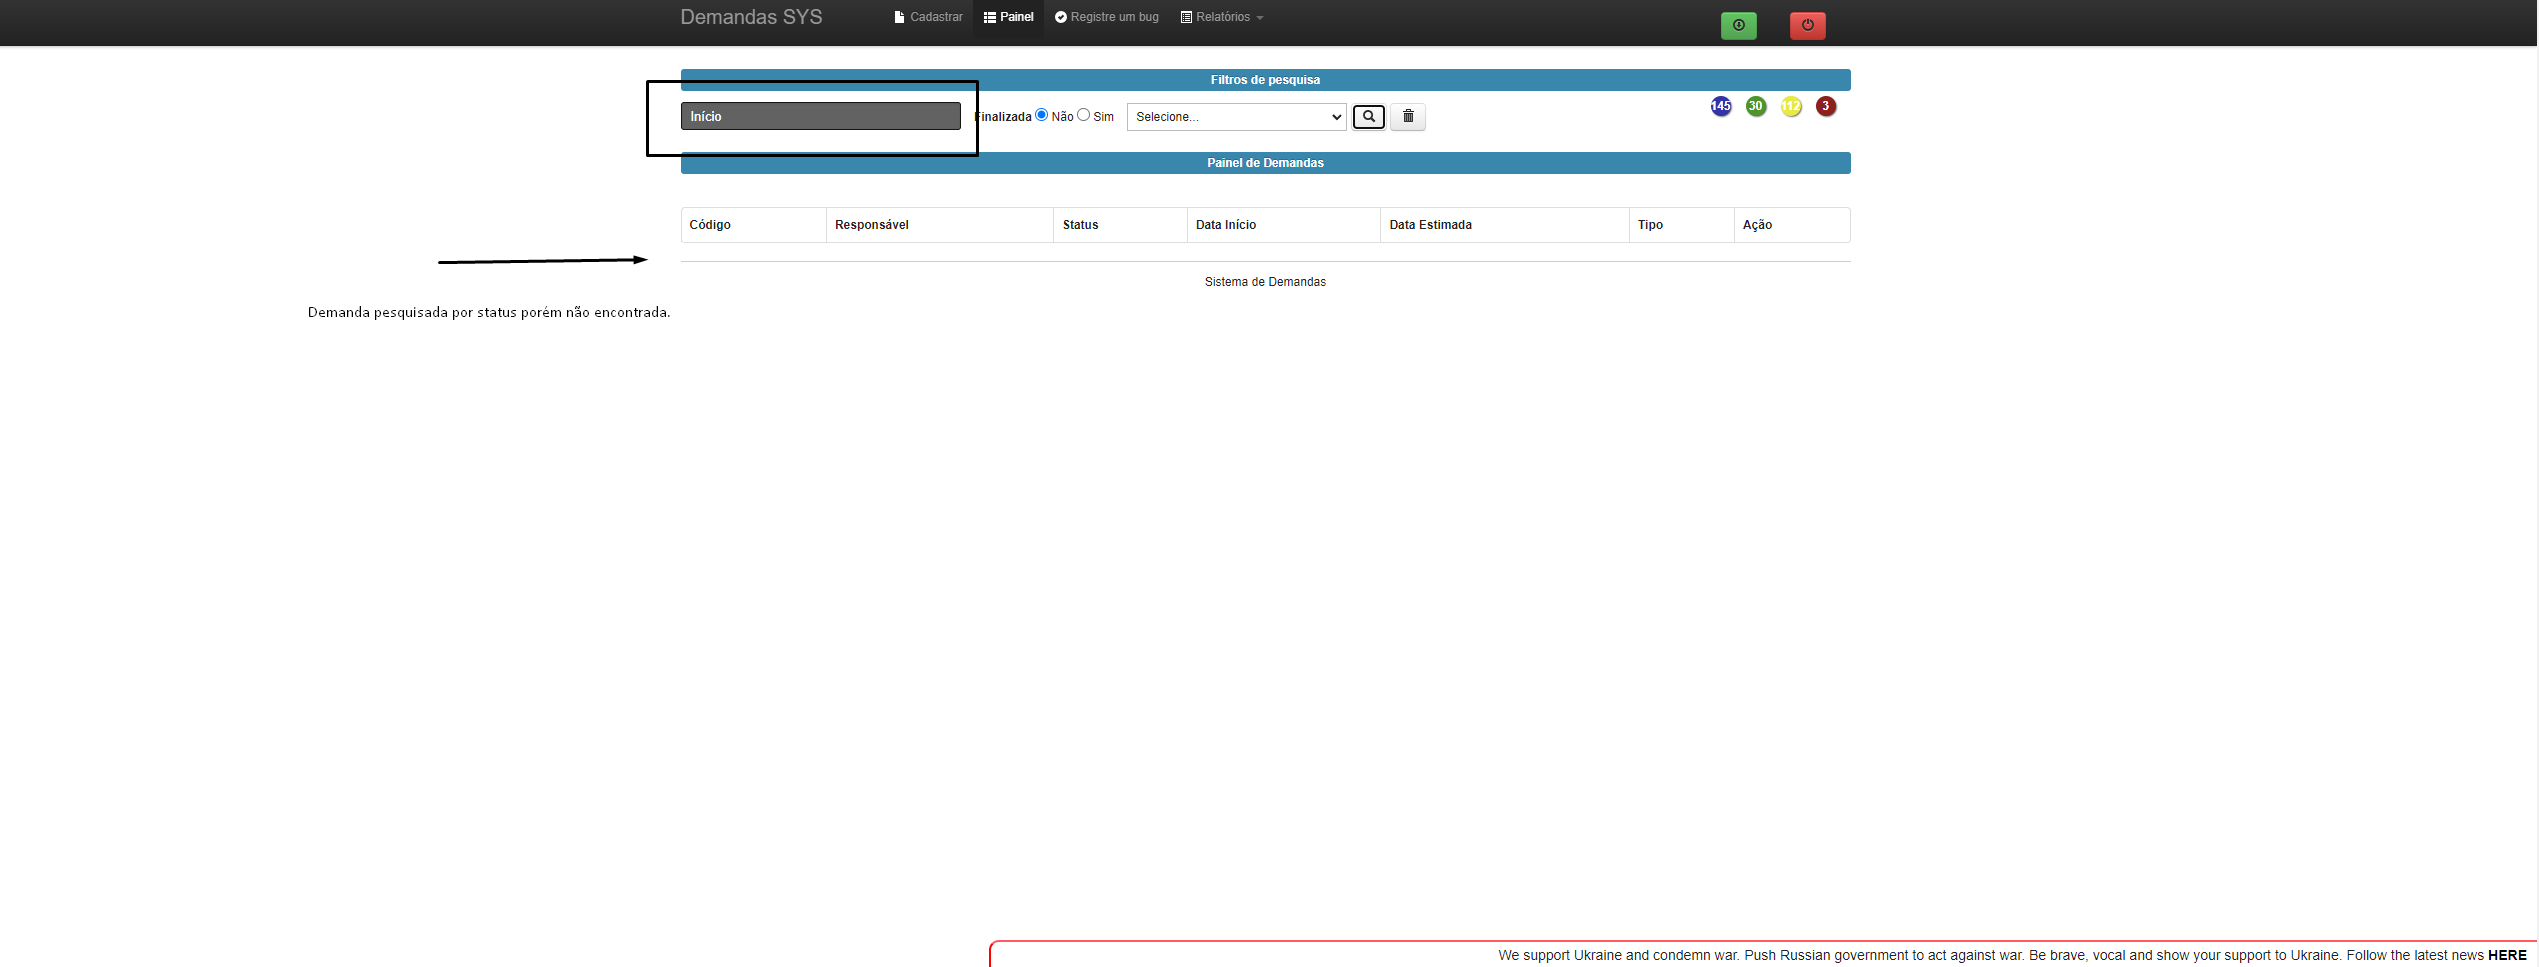 Demandas SYS Cadastrar Painel Registre um bug Relatórios
Filtros de pesquisa
Início Finalizada Não Sim Selecione... 145 30 112 3
Painel de Demandas
Código Responsável Status Data Início Data Estimada Tipo Ação
Sistema de Demandas
Demanda pesquisada por status porém não encontrada.
We support Ukraine and condemn war. Push Russian government to act against war. Be brave, vocal and show your support to Ukraine. Follow the latest news HERE